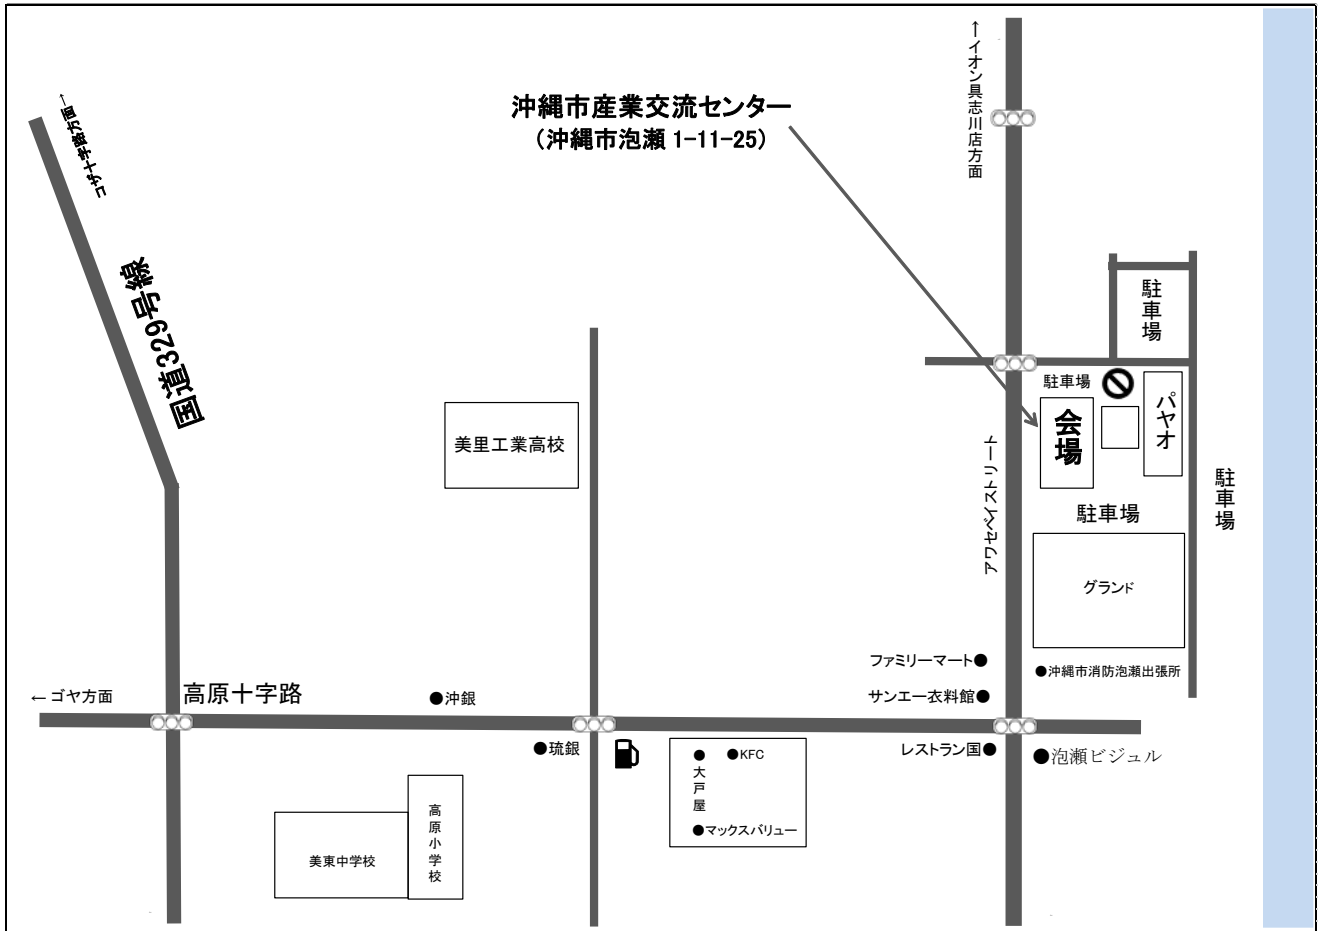 ←イオン具志川店方面
沖縄市産業交流センター
(沖縄市泡瀬 1-11-25)
コザ十字路方面→
国道329号線
駐車場
駐車場
会場
パヤオ
美里工業高校
アワセベイストリート
駐車場
駐車場
グランド
ファミリーマート●
●沖縄市消防泡瀬出張所
← ゴヤ方面
高原十字路
●沖銀
サンエー衣料館●
●琉銀
●大戸屋
●KFC
レストラン国●
●泡瀬ビジュル
●マックスバリュー
高原小学校
美東中学校